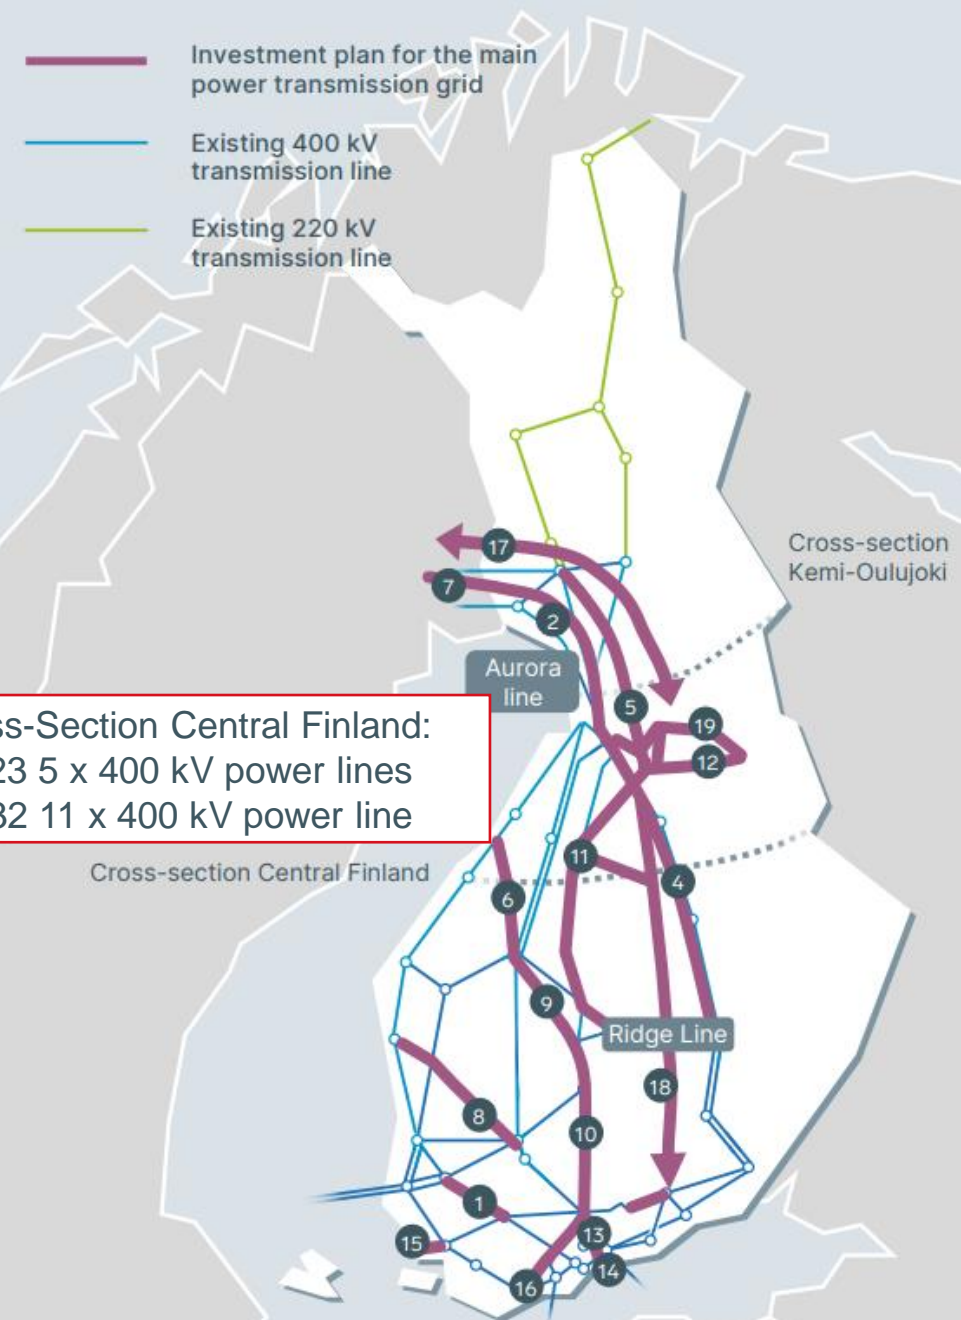 Investment plan for the main
power transmission grid
Existing 400 kV
transmission line
Existing 220 kV
transmission line
Cross-section
Kemi-Oulujoki
17
7
2
Aurora
line
5
19
12
ss-Section Central Finland:
23 5 x 400 kV power lines
32 11 x 400 kV power line
11
Cross-section Central Finland
4
6
9
Ridge Line
18
8
10
1
13
15
14
16